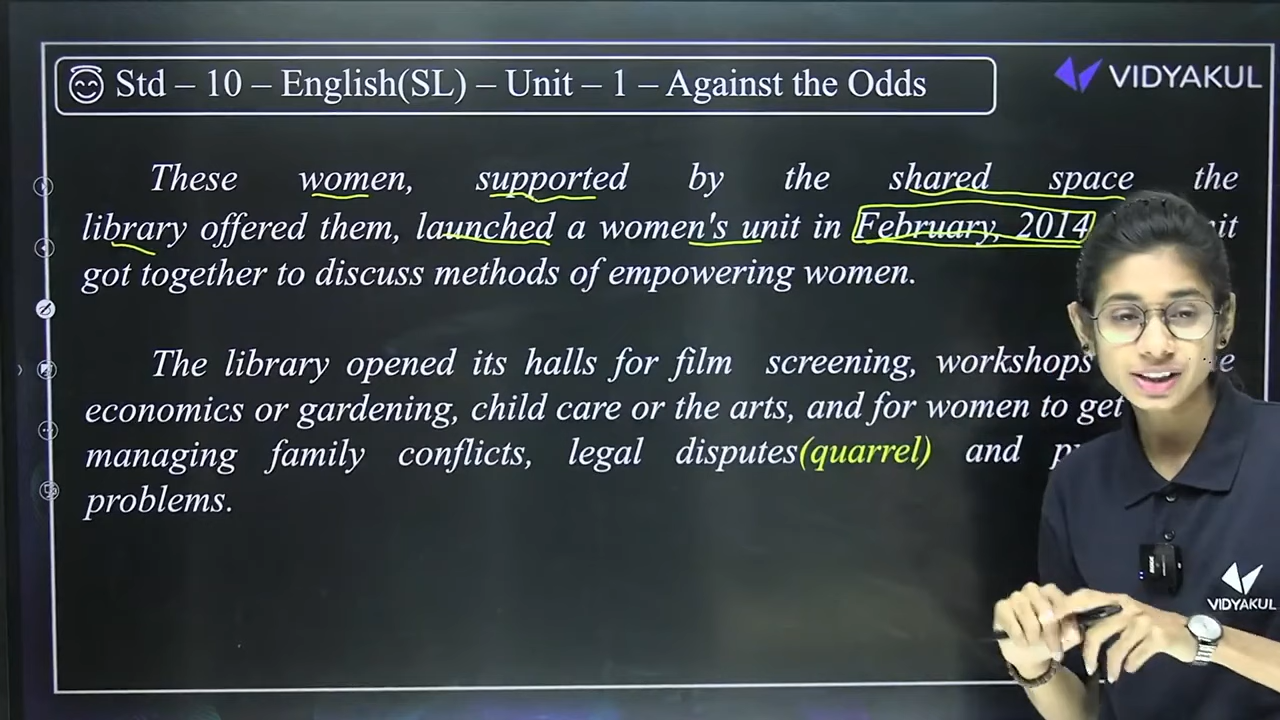 Std – 10 – English(SL) – Unit – 1 – Against the Odds
VIDYAKUL
These women, supported by the shared space the
library offered them, launched a women's unit in February, 2014
got together to discuss methods of empowering women.
The library opened its halls for film screening, workshops
economics or gardening, child care or the arts, and for women to get
managing family conflicts, legal disputes(quarrel) and
problems.
VIDYAKUL